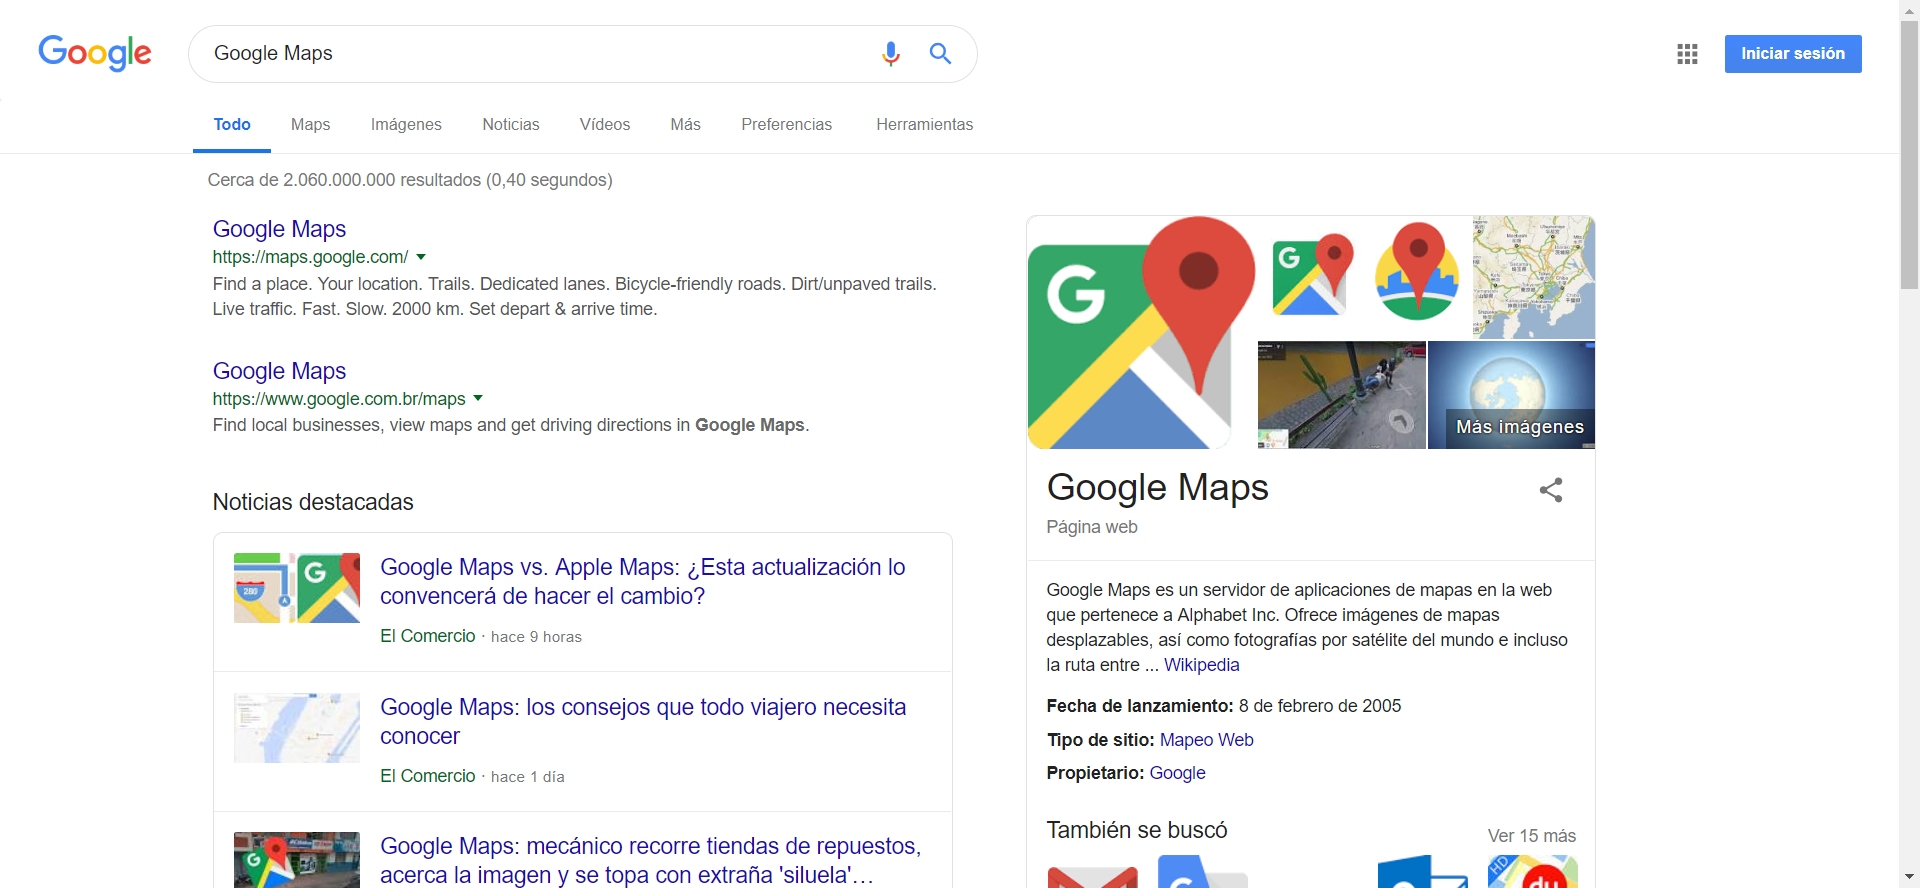 Google
Google Maps
Iniciar sesión
Todo
Maps
Imágenes
Noticias
Vídeos
Más
Preferencias
Herramientas
Cerca de 2.060.000.000 resultados (0,40 segundos)
Google Maps
https://maps.google.com/
Find a place. Your location. Trails. Dedicated lanes. Bicycle-friendly roads. Dirt/unpaved trails.
Live traffic. Fast. Slow. 2000 km. Set depart & arrive time.
Google Maps
https://www.google.com.br/maps
Find local businesses, view maps and get driving directions in Google Maps.
Noticias destacadas
280
G
Google Maps vs. Apple Maps: ¿Esta actualización lo
convencerá de hacer el cambio?
El Comercio · hace 9 horas
Google Maps: los consejos que todo viajero necesita
conocer
El Comercio · hace 1 día
G
Google Maps: mecánico recorre tiendas de repuestos,
acerca la imagen y se topa con extraña 'siluela'…
G
G
Más imágenes
Google Maps
Página web
Google Maps es un servidor de aplicaciones de mapas en la web
que pertenece a Alphabet Inc. Ofrece imágenes de mapas
desplazables, así como fotografías por satélite del mundo e incluso
la ruta entre ... Wikipedia
Fecha de lanzamiento: 8 de febrero de 2005
Tipo de sitio: Mapeo Web
Propietario: Google
También se buscó
Ver 15 más
HD
du